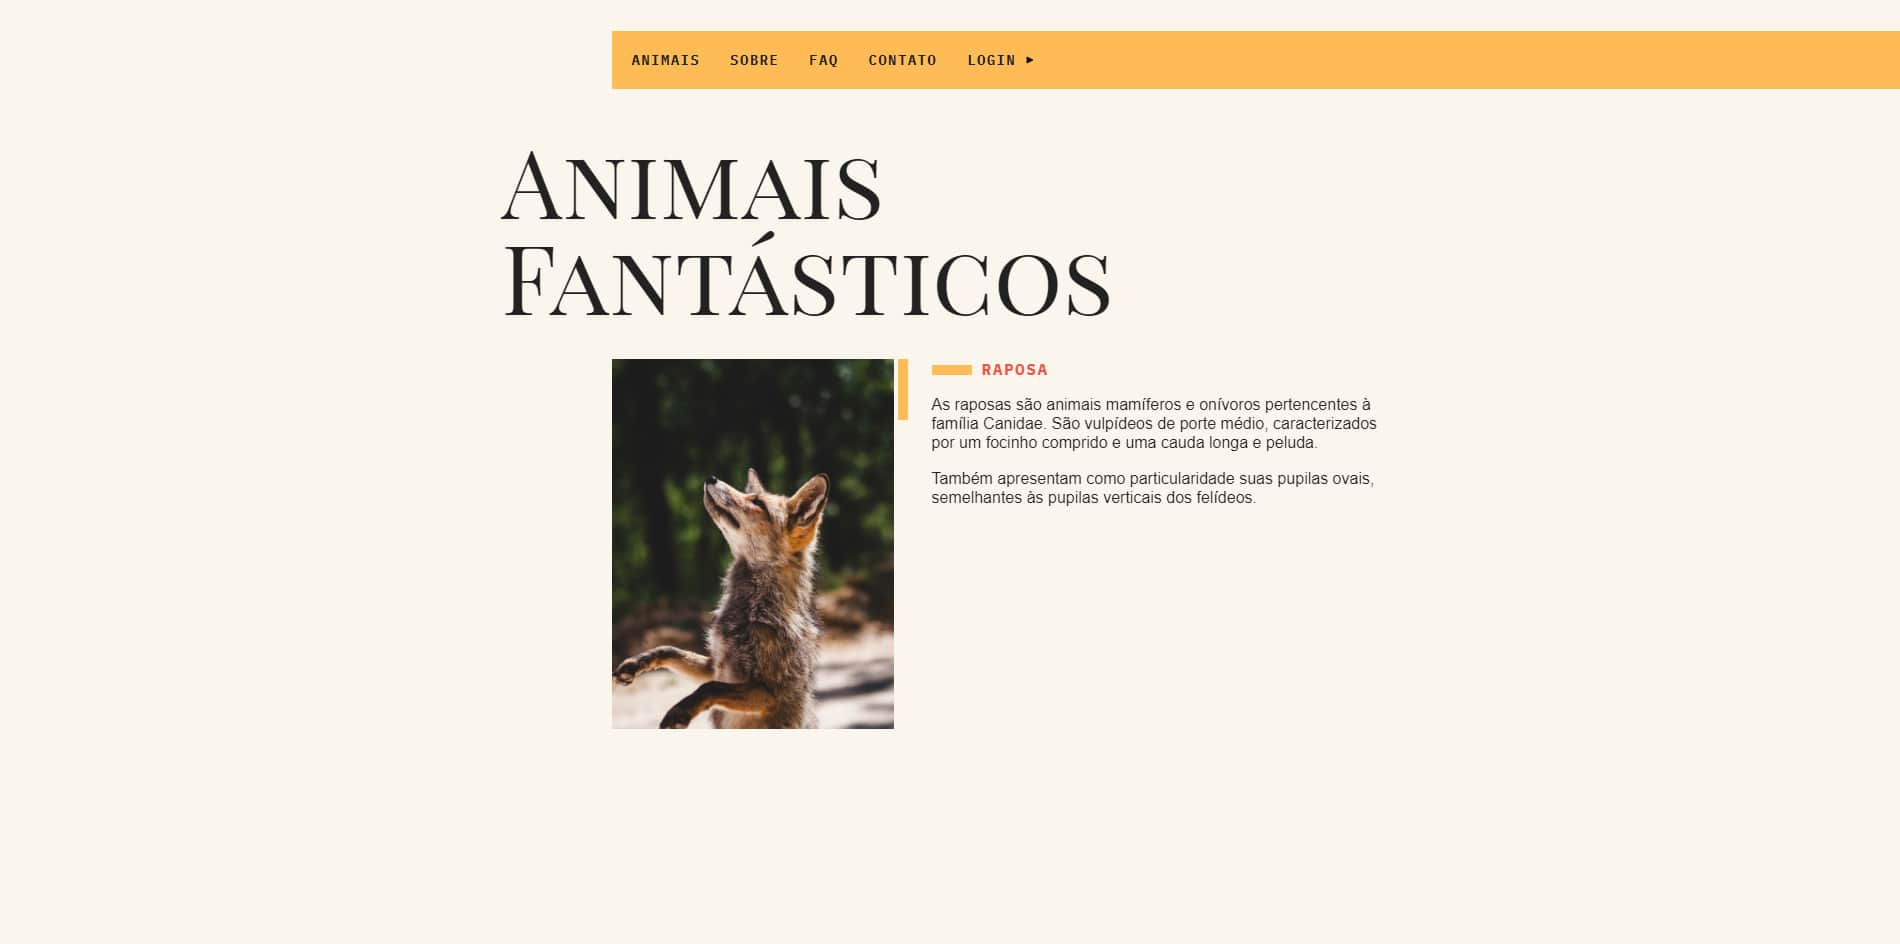 ANIMAIS SOBRE FAQ CONTATO LOGIN ▸
ANIMAIS
FANTÁSTICOS
RAPOSA
As raposas são animais mamíferos e onívoros pertencentes à
família Canidae. São vulpídeos de porte médio, caracterizados
por um focinho comprido e uma cauda longa e peluda.
Também apresentam como particularidade suas pupilas ovais,
semelhantes às pupilas verticais dos felídeos.